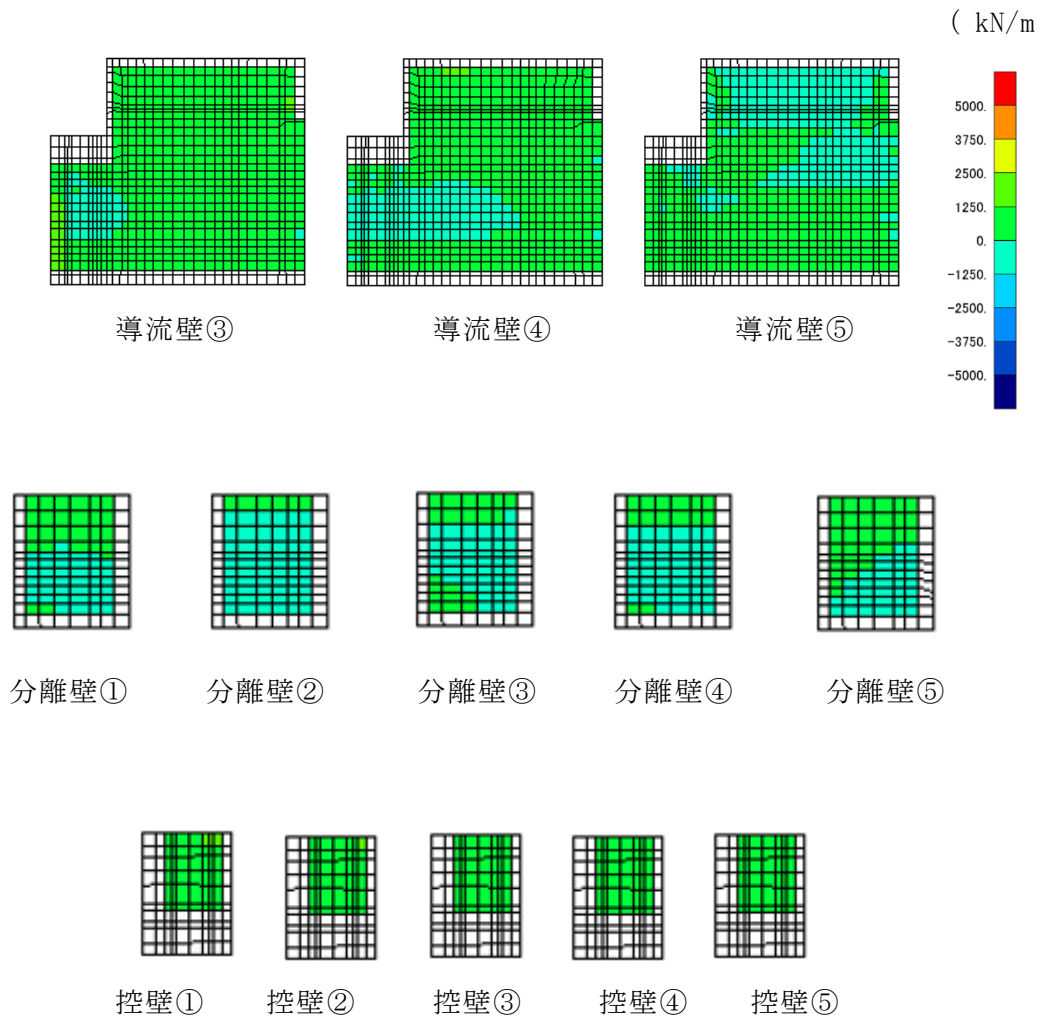 ( kN/m
5000.
3750.
2500.
1250.
0.
-1250.
-2500.
-3750.
-5000.
導流壁③
導流壁④
導流壁⑤
分離壁①
分離壁②
分離壁③
分離壁④
分離壁⑤
控壁①
控壁②
控壁③
控壁④
控壁⑤